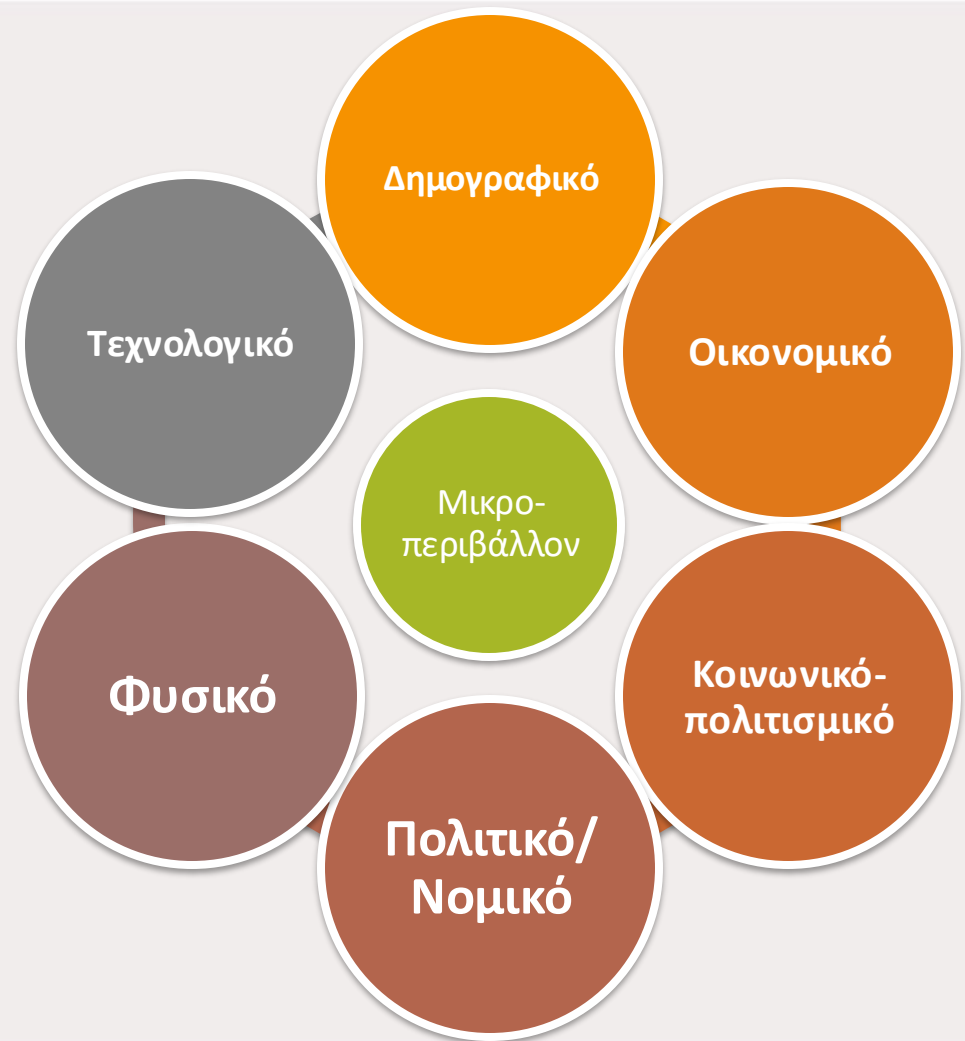 Δημογραφικό
Οικονομικό
Κοινωνικό-
πολιτισμικό
Πολιτικό/
Νομικό
Φυσικό
Τεχνολογικό
Μικρο-
περιβάλλον